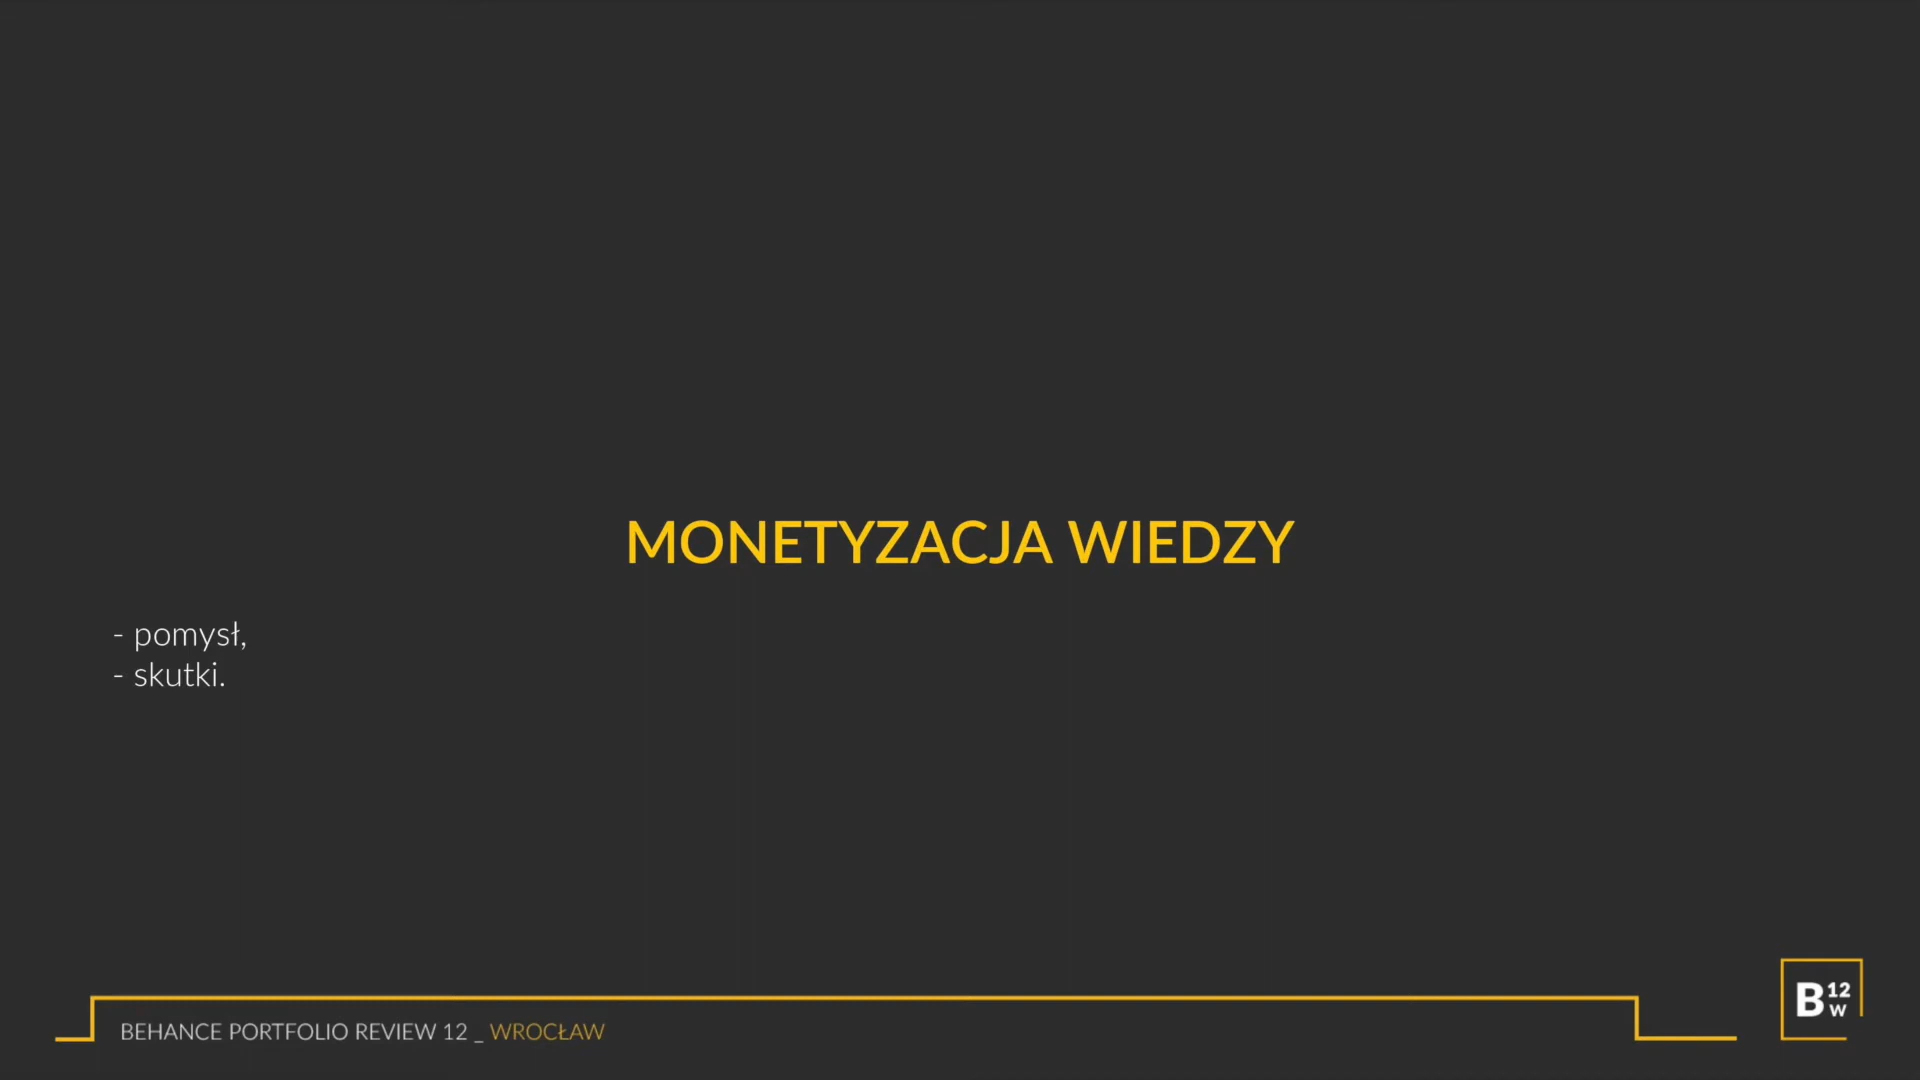 MONETYZACJA WIEDZY
- pomysł,
- skutki.
BEHANCE PORTFOLIO REVIEW 12 _ WROCŁAW
B 12 W